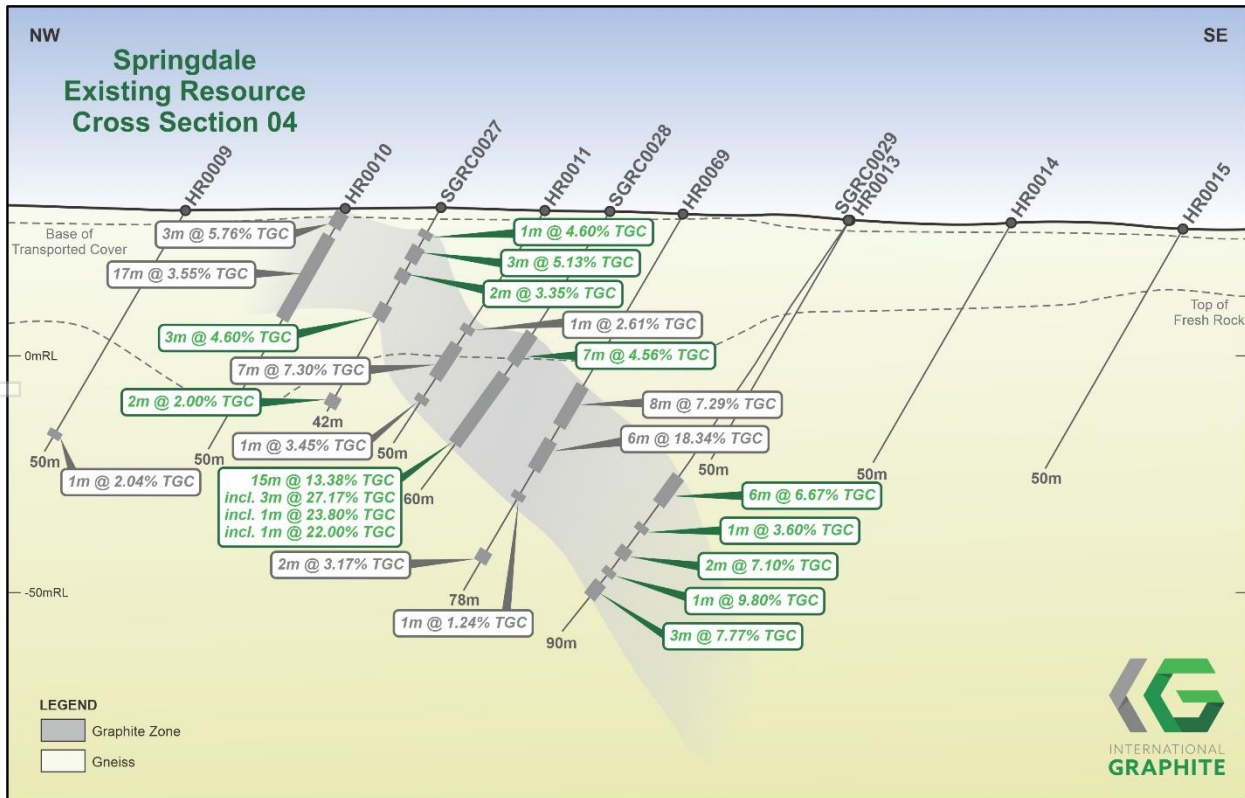 NW
SE
Springdale
Existing Resource
Cross Section 04
HR0009
HR0010
SGRC0027
HR0011
SGRC0028
HR0069
SGRC0029
HR0013
HR0014
HR0015
Base of
Transported Cover
3m @ 5.76% TGC
1m @ 4.60% TGC
3m @ 5.13% TGC
17m @ 3.55% TGC
2m @ 3.35% TGC
Top of
Fresh Rock
1m @ 2.61% TGC
3m @ 4.60% TGC
0mRL
7m @ 4.56% TGC
7m @ 7.30% TGC
2m @ 2.00% TGC
8m @ 7.29% TGC
42m
6m @ 18.34% TGC
1m @ 3.45% TGC
50m
50m
50m
50m
50m
50m
1m @ 2.04% TGC
15m @ 13.38% TGC
incl. 3m @ 27.17% TGC
incl. 1m @ 23.80% TGC
incl. 1m @ 22.00% TGC
60m
6m @ 6.67% TGC
1m @ 3.60% TGC
2m @ 3.17% TGC
2m @ 7.10% TGC
-50mRL
78m
1m @ 9.80% TGC
1m @ 1.24% TGC
90m
3m @ 7.77% TGC
LEGEND
Graphite Zone
Gneiss
INTERNATIONAL
GRAPHITE